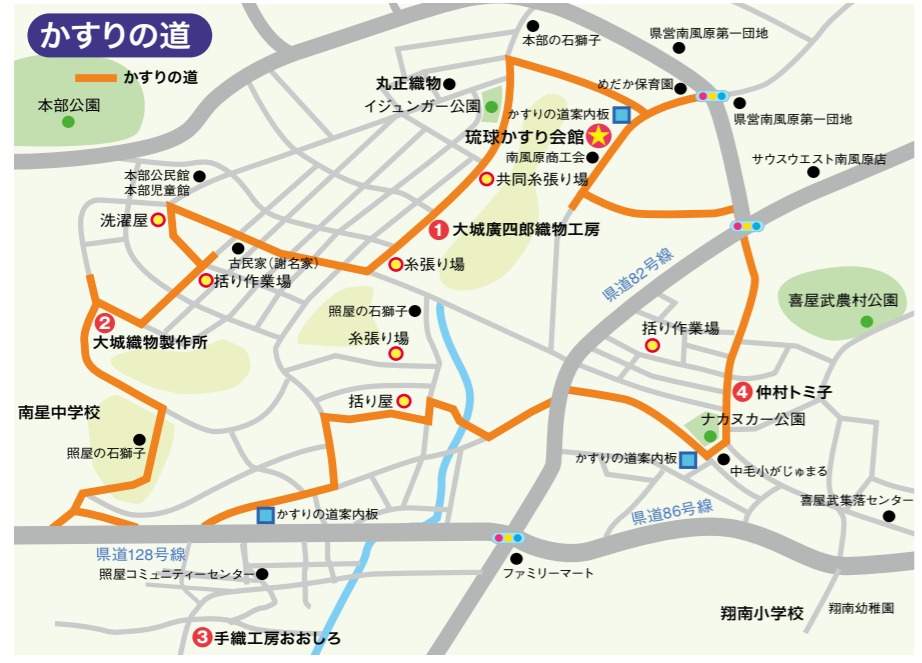 かすりの道
かすりの道
本部公園
本部の石獅子
県営南風原第一団地
丸正織物
イジュンガー公園
めだか保育園
かすりの道案内板
県営南風原第一団地
琉球かすり会館
南風原商工会
サウスウエスト南風原店
本部公民館
本部児童館
共同糸張り場
洗濯屋
1 大城廣四郎織物工房
古民家(謝名家)
糸張り場
括り作業場
県道82号線
喜屋武農村公園
照屋の石獅子
2
大城織物製作所
糸張り場
括り作業場
4 仲村トミ子
南星中学校
括り屋
ナカヌカー公園
照屋の石獅子
かすりの道案内板
中毛小がじゅまる
かすりの道案内板
県道86号線
喜屋武集落センター
県道128号線
照屋コミュニティーセンター
ファミリーマート
翔南小学校
翔南幼稚園
3 手織工房おおしろ